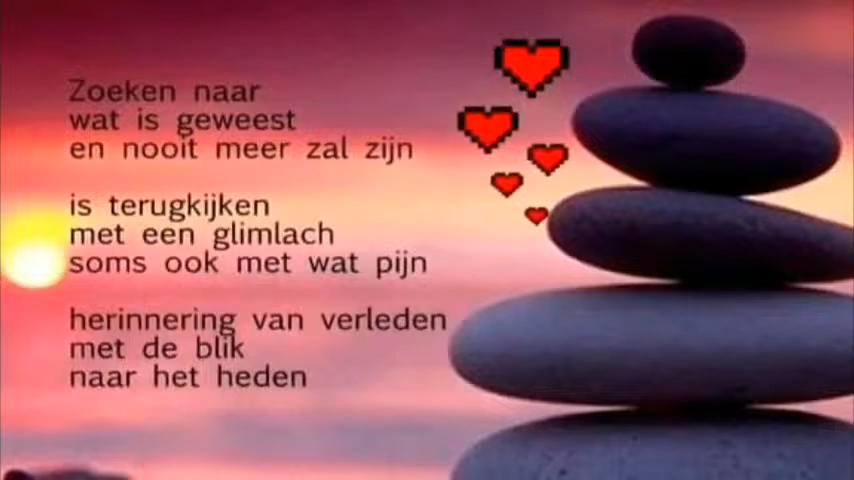 Zoeken naar
wat is geweest
en nooit meer zal zijn
is terugkijken
met een glimlach
soms ook met wat pijn
herinnering van verleden
met de blik
naar het heden